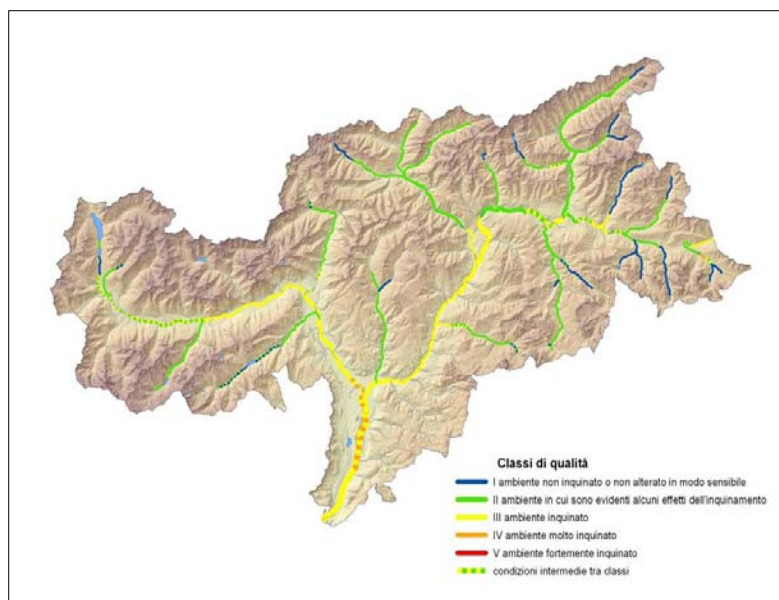 Classi di qualità
I ambiente non inquinato o non alterato in modo sensibile
II ambiente in cui sono evidenti alcuni effetti dell'inquinamento
III ambiente inquinato
IV ambiente molto inquinato
V ambiente fortemente inquinato
condizioni intermedie tra classi